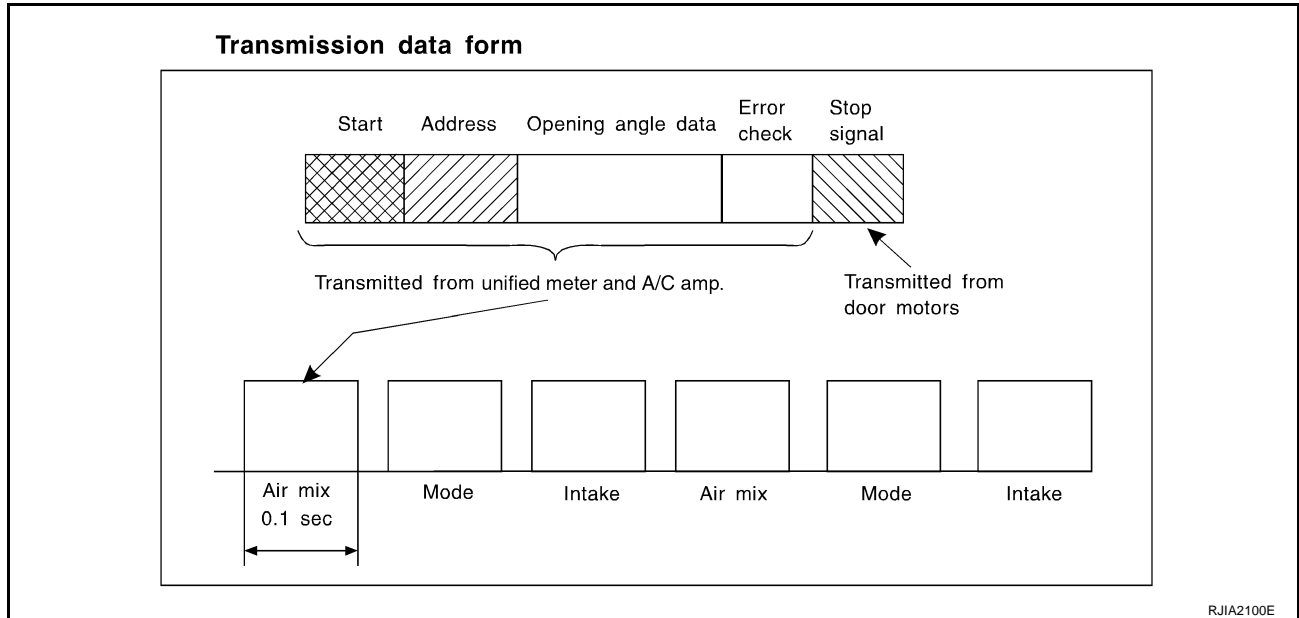 Transmission data form
Start
Address
Opening angle data
Error
check
Stop
signal
Transmitted from unified meter and A/C amp.
Transmitted from
door motors
Air mix
0.1 sec
Mode
Intake
Air mix
Mode
Intake
RJIA2100E